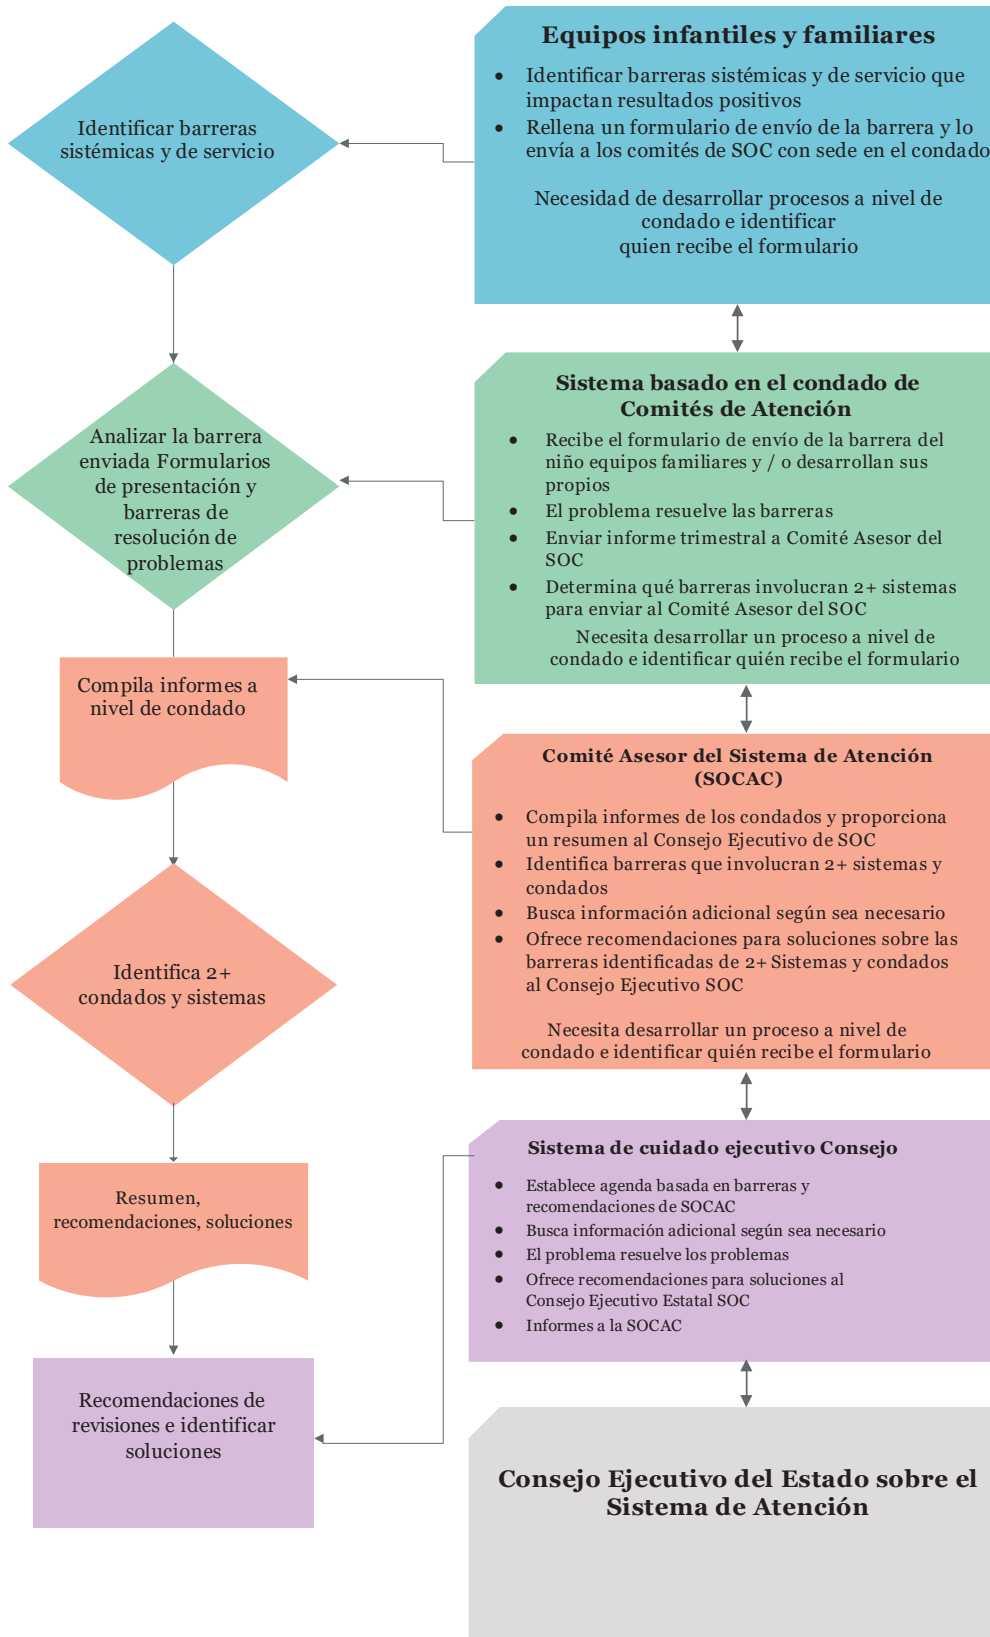 Equipos infantiles y familiares
• Identificar barreras sistémicas y de servicio que
impactan resultados positivos
• Rellena un formulario de envío de la barrera y lo
envía a los comités de SOC con sede en el condado
Necesidad de desarrollar procesos a nivel de
condado e identificar
quien recibe el formulario
Identificar barreras
sistémicas y de servicio
Sistema basado en el condado de
Comités de Atención
• Recibe el formulario de envío de la barrera del
niño equipos familiares y / o desarrollan sus
propios
• El problema resuelve las barreras
• Enviar informe trimestral a Comité Asesor del
SOC
• Determina qué barreras involucran 2+ sistemas
para enviar al Comité Asesor del SOC
Necesita desarrollar un proceso a nivel de
condado e identificar quién recibe el formulario
Analizar la barrera
enviada Formularios
de presentación y
barreras de
resolución de
problemas
Compila informes a
nivel de condado
Comité Asesor del Sistema de Atención
(SOCAC)
• Compila informes de los condados y proporciona
un resumen al Consejo Ejecutivo de SOC
• Identifica barreras que involucran 2+ sistemas y
condados
• Busca información adicional según sea necesario
• Ofrece recomendaciones para soluciones sobre las
barreras identificadas de 2+ Sistemas y condados
al Consejo Ejecutivo SOC
Necesita desarrollar un proceso a nivel de
condado e identificar quién recibe el formulario
Identifica 2+
condados y sistemas
Sistema de cuidado ejecutivo Consejo
• Establece agenda basada en barreras y
recomendaciones de SOCAC
• Busca información adicional según sea necesario
• El problema resuelve los problemas
• Ofrece recomendaciones para soluciones al
Consejo Ejecutivo Estatal SOC
• Informes a la SOCAC
Resumen,
recomendaciones, soluciones
Recomendaciones de
revisiones e identificar
soluciones
Consejo Ejecutivo del Estado sobre el
Sistema de Atención